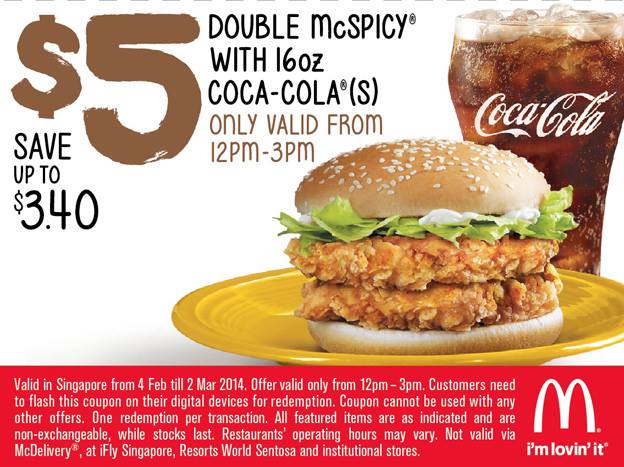 $5
DOUBLE McSPICY®
WITH 16oz
COCA-COLA®(S)
ONLY VALID FROM
12PM-3PM
SAVE
UP TO
$3.40
Coca-Cola
Valid in Singapore from 4 Feb till 2 Mar 2014. Offer valid only from 12pm – 3pm. Customers need
to flash this coupon on their digital devices for redemption. Coupon cannot be used with any
other offers. One redemption per transaction. All featured items are as indicated and are
non-exchangeable, while stocks last. Restaurants' operating hours may vary. Not valid via
McDelivery®, at iFly Singapore, Resorts World Sentosa and institutional stores.
i'm lovin' it®